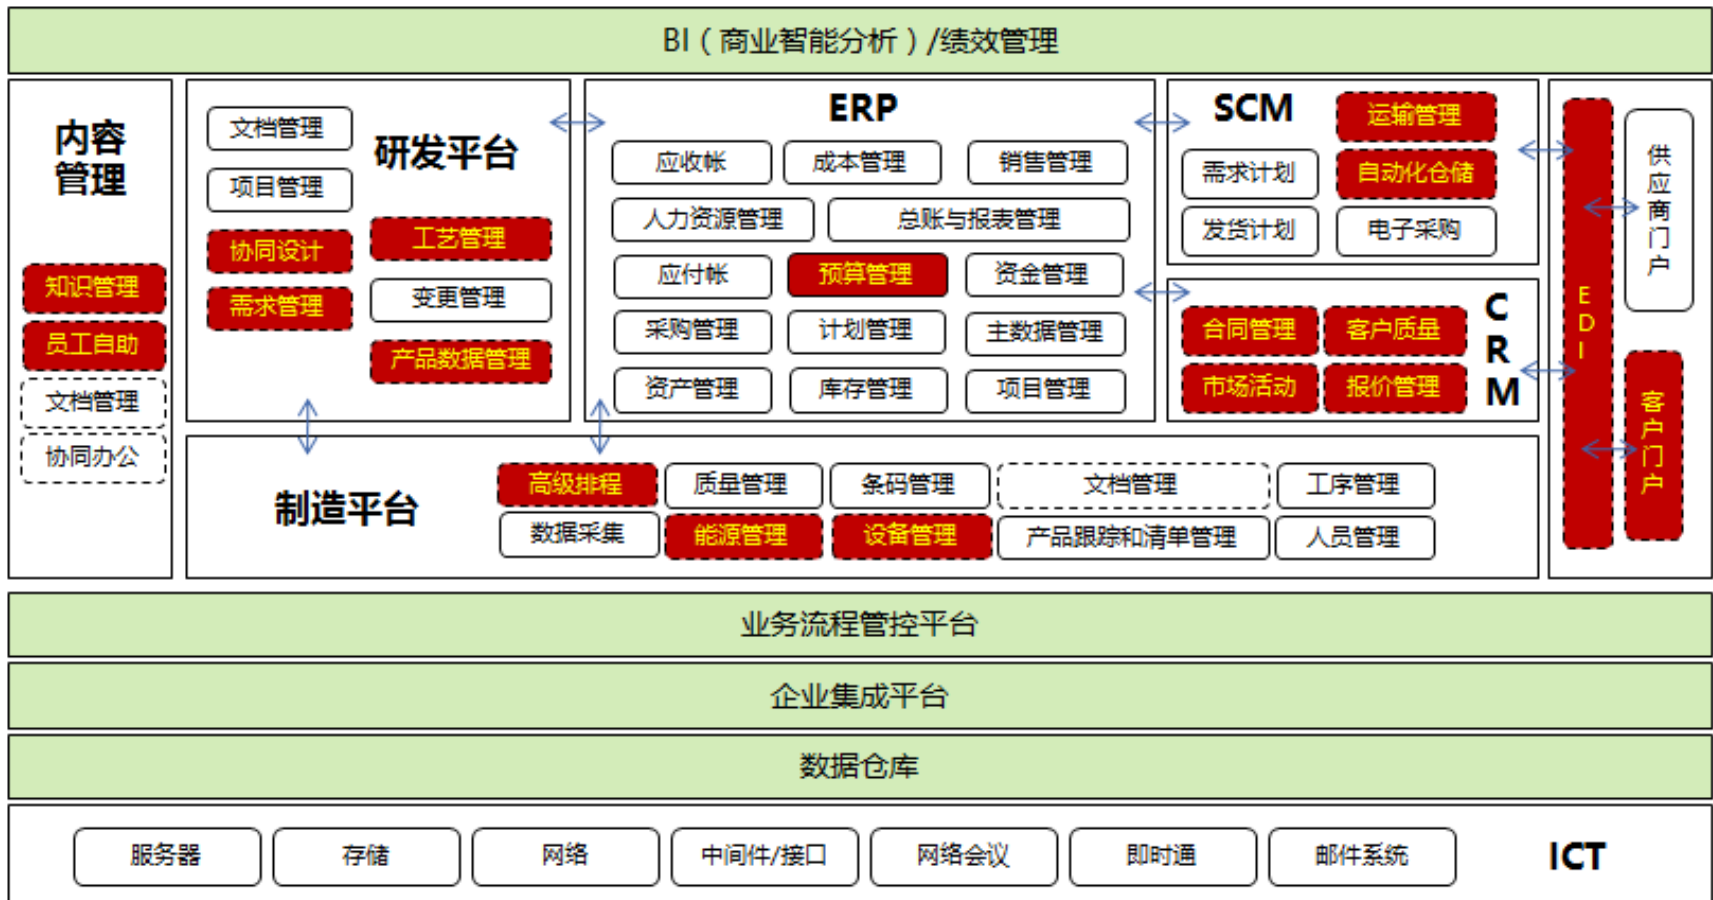 BI（商业智能分析）/绩效管理
内容
管理
知识管理
员工自助
文档管理
协同办公
研发平台
文档管理
项目管理
协同设计
需求管理
工艺管理
变更管理
产品数据管理
ERP
应收帐
成本管理
销售管理
人力资源管理
总账与报表管理
应付帐
预算管理
资金管理
采购管理
计划管理
主数据管理
资产管理
库存管理
项目管理
SCM
运输管理
需求计划
自动化仓储
发货计划
电子采购
CRM
合同管理
客户质量
市场活动
报价管理
EDI
供应商门户
客户门户
制造平台
高级排程
质量管理
条码管理
文档管理
工序管理
数据采集
能源管理
设备管理
产品跟踪和清单管理
人员管理
业务流程管控平台
企业集成平台
数据仓库
服务器
存储
网络
中间件/接口
网络会议
即时通
邮件系统
ICT